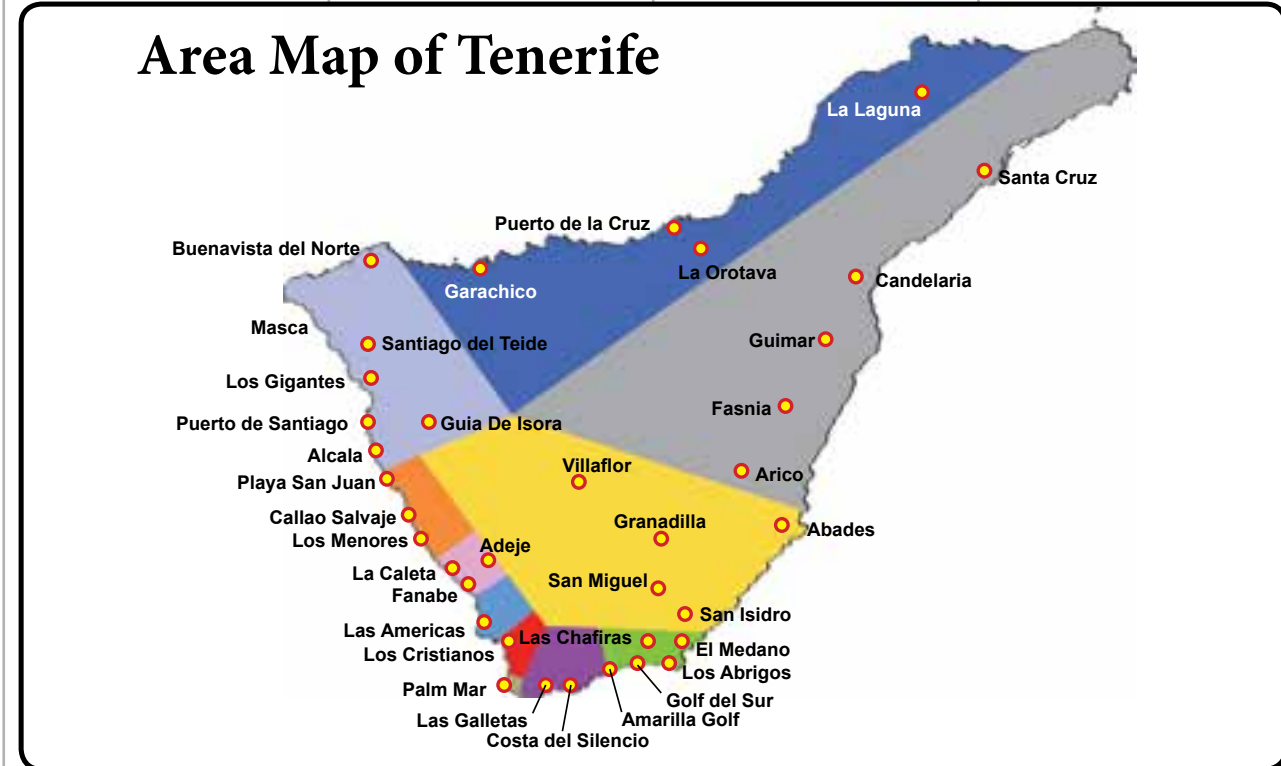 Area Map of Tenerife
La Laguna
Santa Cruz
Puerto de la Cruz
Buenavista del Norte
La Orotava
Candelaria
Garachico
Masca
Santiago del Teide
Guimar
Los Gigantes
Fasnia
Puerto de Santiago
Guia De Isora
Alcala
Villaflor
Arico
Playa San Juan
Callao Salvaje
Granadilla
Abades
Los Menores
Adeje
La Caleta
San Miguel
Fanabe
San Isidro
Las Americas
Las Chafiras
El Medano
Los Cristianos
Los Abrigos
Palm Mar
Golf del Sur
Las Galletas
Amarilla Golf
Costa del Silencio